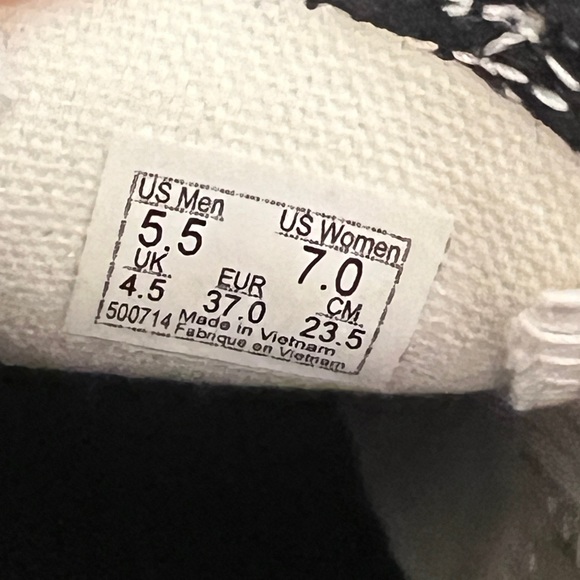 US Men US Women
5.5 7.0
UK EUR CM
4.5 37.0 23.5
500714 Made in Vietnam
Fabrique en Vietnam